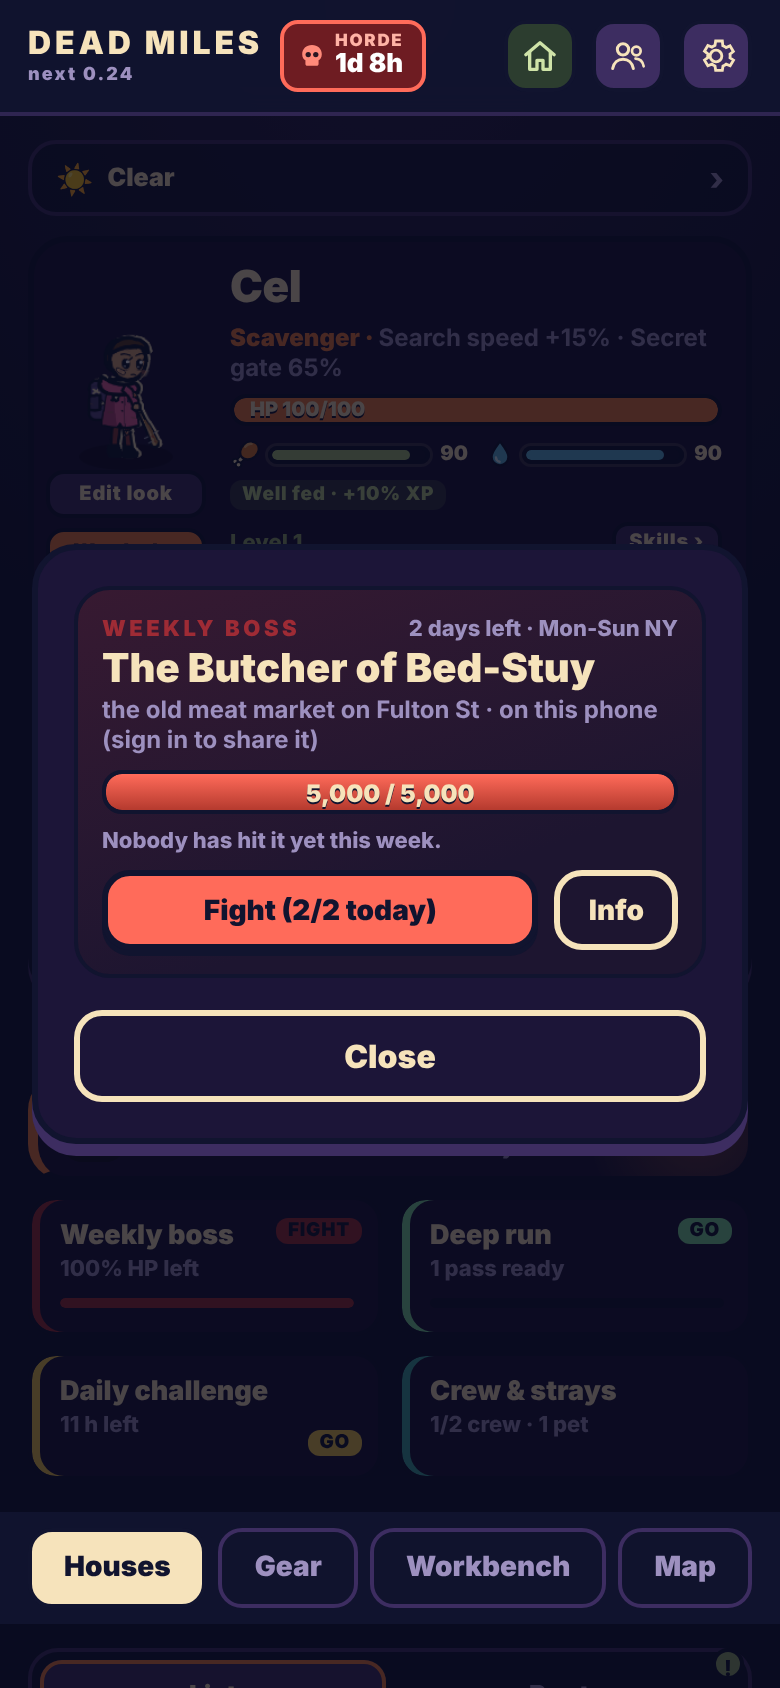 DEAD MILES
next 0.24
HORDE
1d 8h
Clear
Cel
Scavenger · Search speed +15% · Secret
gate 65%
HP 100/100
90
90
Edit look
Well fed · +10% XP
Level 1
Skills ›
WEEKLY BOSS
2 days left · Mon-Sun NY
The Butcher of Bed-Stuy
the old meat market on Fulton St · on this phone
(sign in to share it)
5,000 / 5,000
Nobody has hit it yet this week.
Fight (2/2 today)
Info
Close
Weekly boss
FIGHT
100% HP left
Deep run
GO
1 pass ready
Daily challenge
11 h left
GO
Crew & strays
1/2 crew · 1 pet
Houses
Gear
Workbench
Map
!